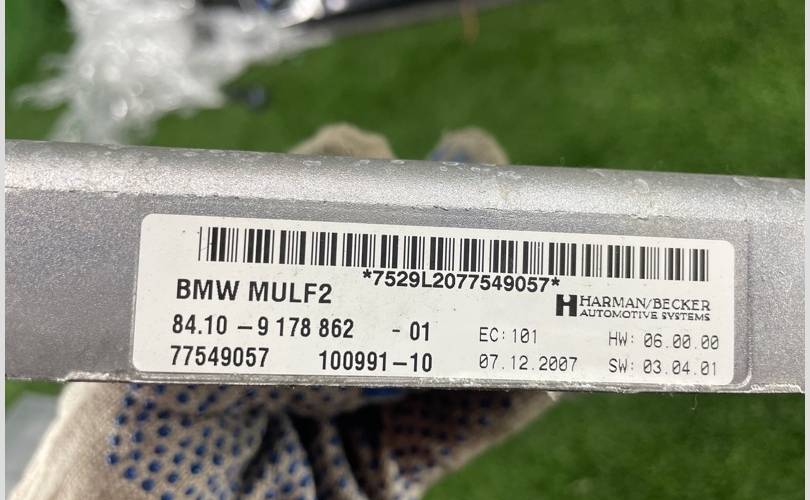 *7529L2077549057*
BMW MULF2
HARMAN/BECKER
AUTOMOTIVE SYSTEMS
84.10 - 9 178 862 - 01 EC: 101 HW: 06.00.00
77549057 100991-10 07.12.2007 SW: 03.04.01